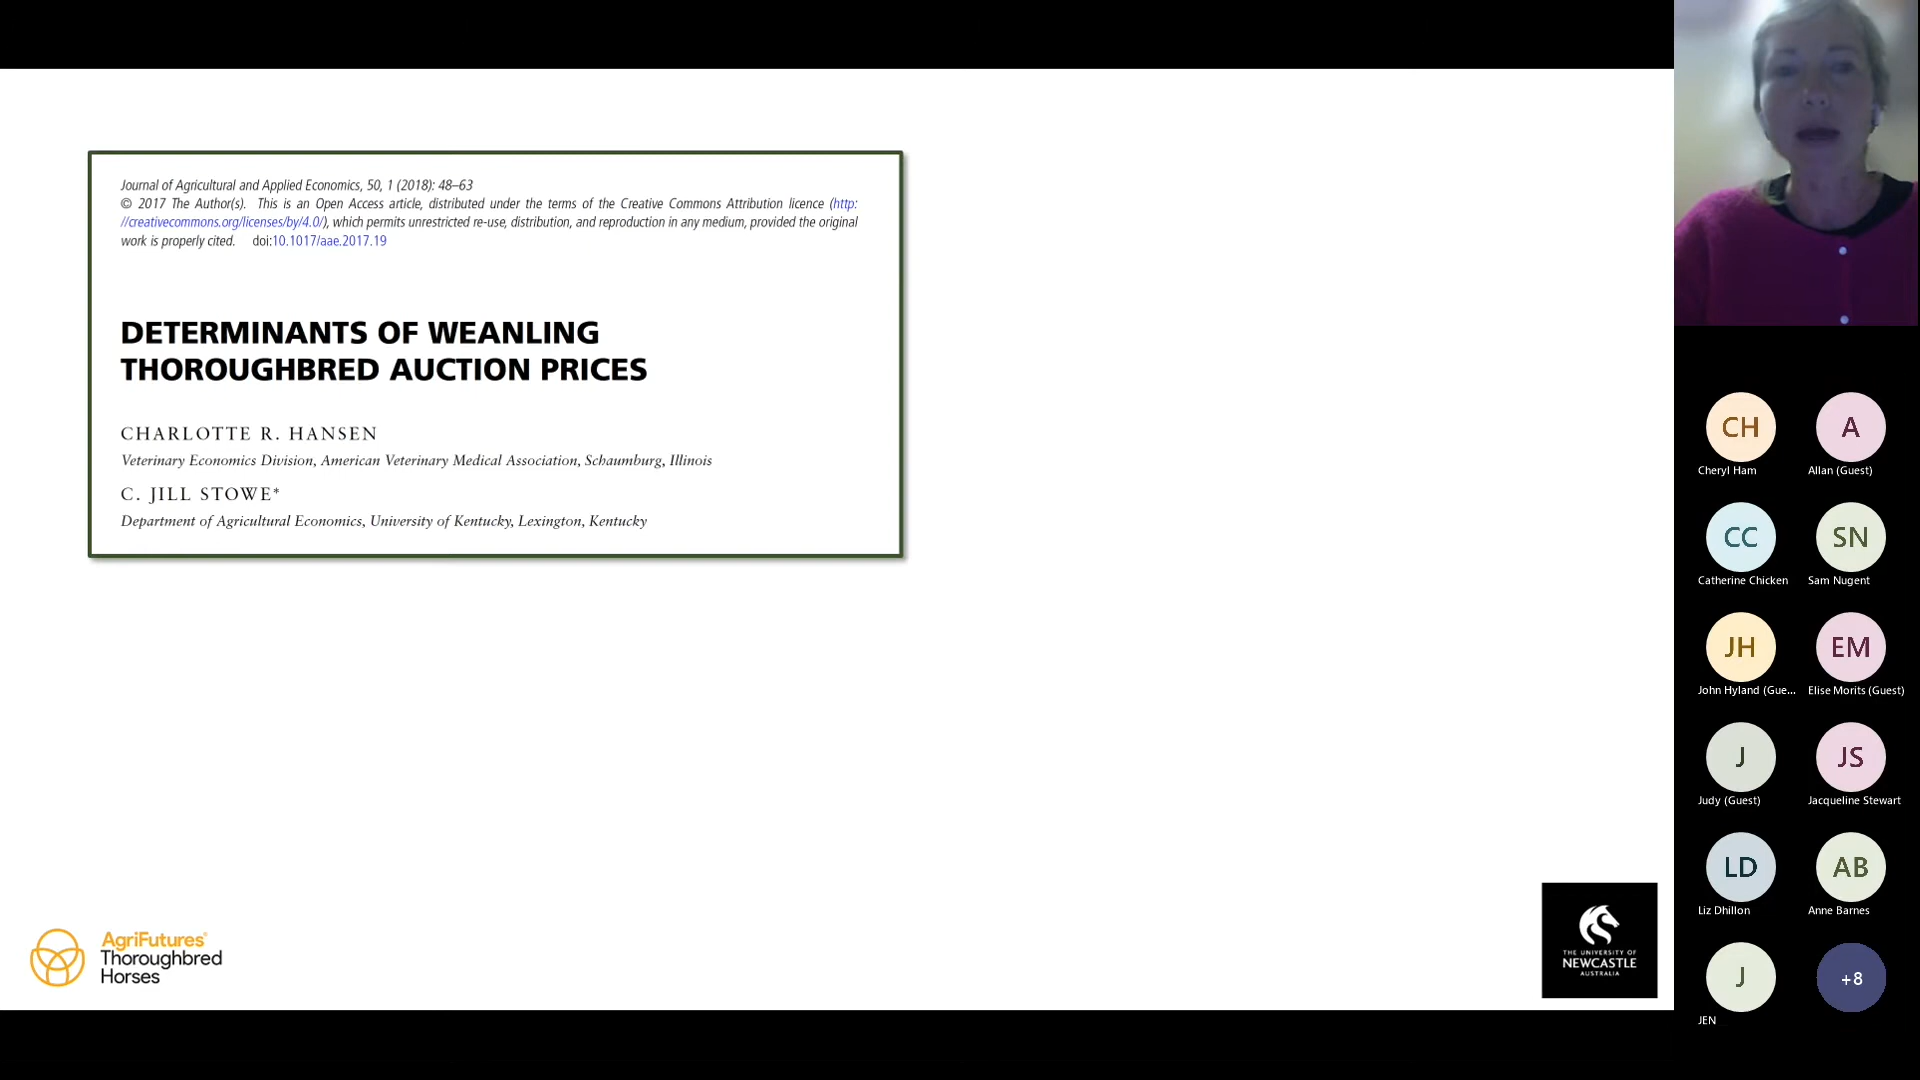 Journal of Agricultural and Applied Economics, 50, 1 (2018): 48–63
© 2017 The Author(s). This is an Open Access article, distributed under the terms of the Creative Commons Attribution licence (http:
//creativecommons.org/licenses/by/4.0/), which permits unrestricted re-use, distribution, and reproduction in any medium, provided the original
work is properly cited. doi:10.1017/aae.2017.19
DETERMINANTS OF WEANLING
THOROUGHBRED AUCTION PRICES
CHARLOTTE R. HANSEN
Veterinary Economics Division, American Veterinary Medical Association, Schaumburg, Illinois
C. JILL STOWE*
Department of Agricultural Economics, University of Kentucky, Lexington, Kentucky
AgriFutures®
Thoroughbred
Horses
THE UNIVERSITY OF
NEWCASTLE
AUSTRALIA
CH A
Cheryl Ham Allan (Guest)
CC SN
Catherine Chicken Sam Nugent
JH EM
John Hyland (Gue... Elise Morits (Guest)
J JS
Judy (Guest) Jacqueline Stewart
LD AB
Liz Dhillon Anne Barnes
J +8
JEN